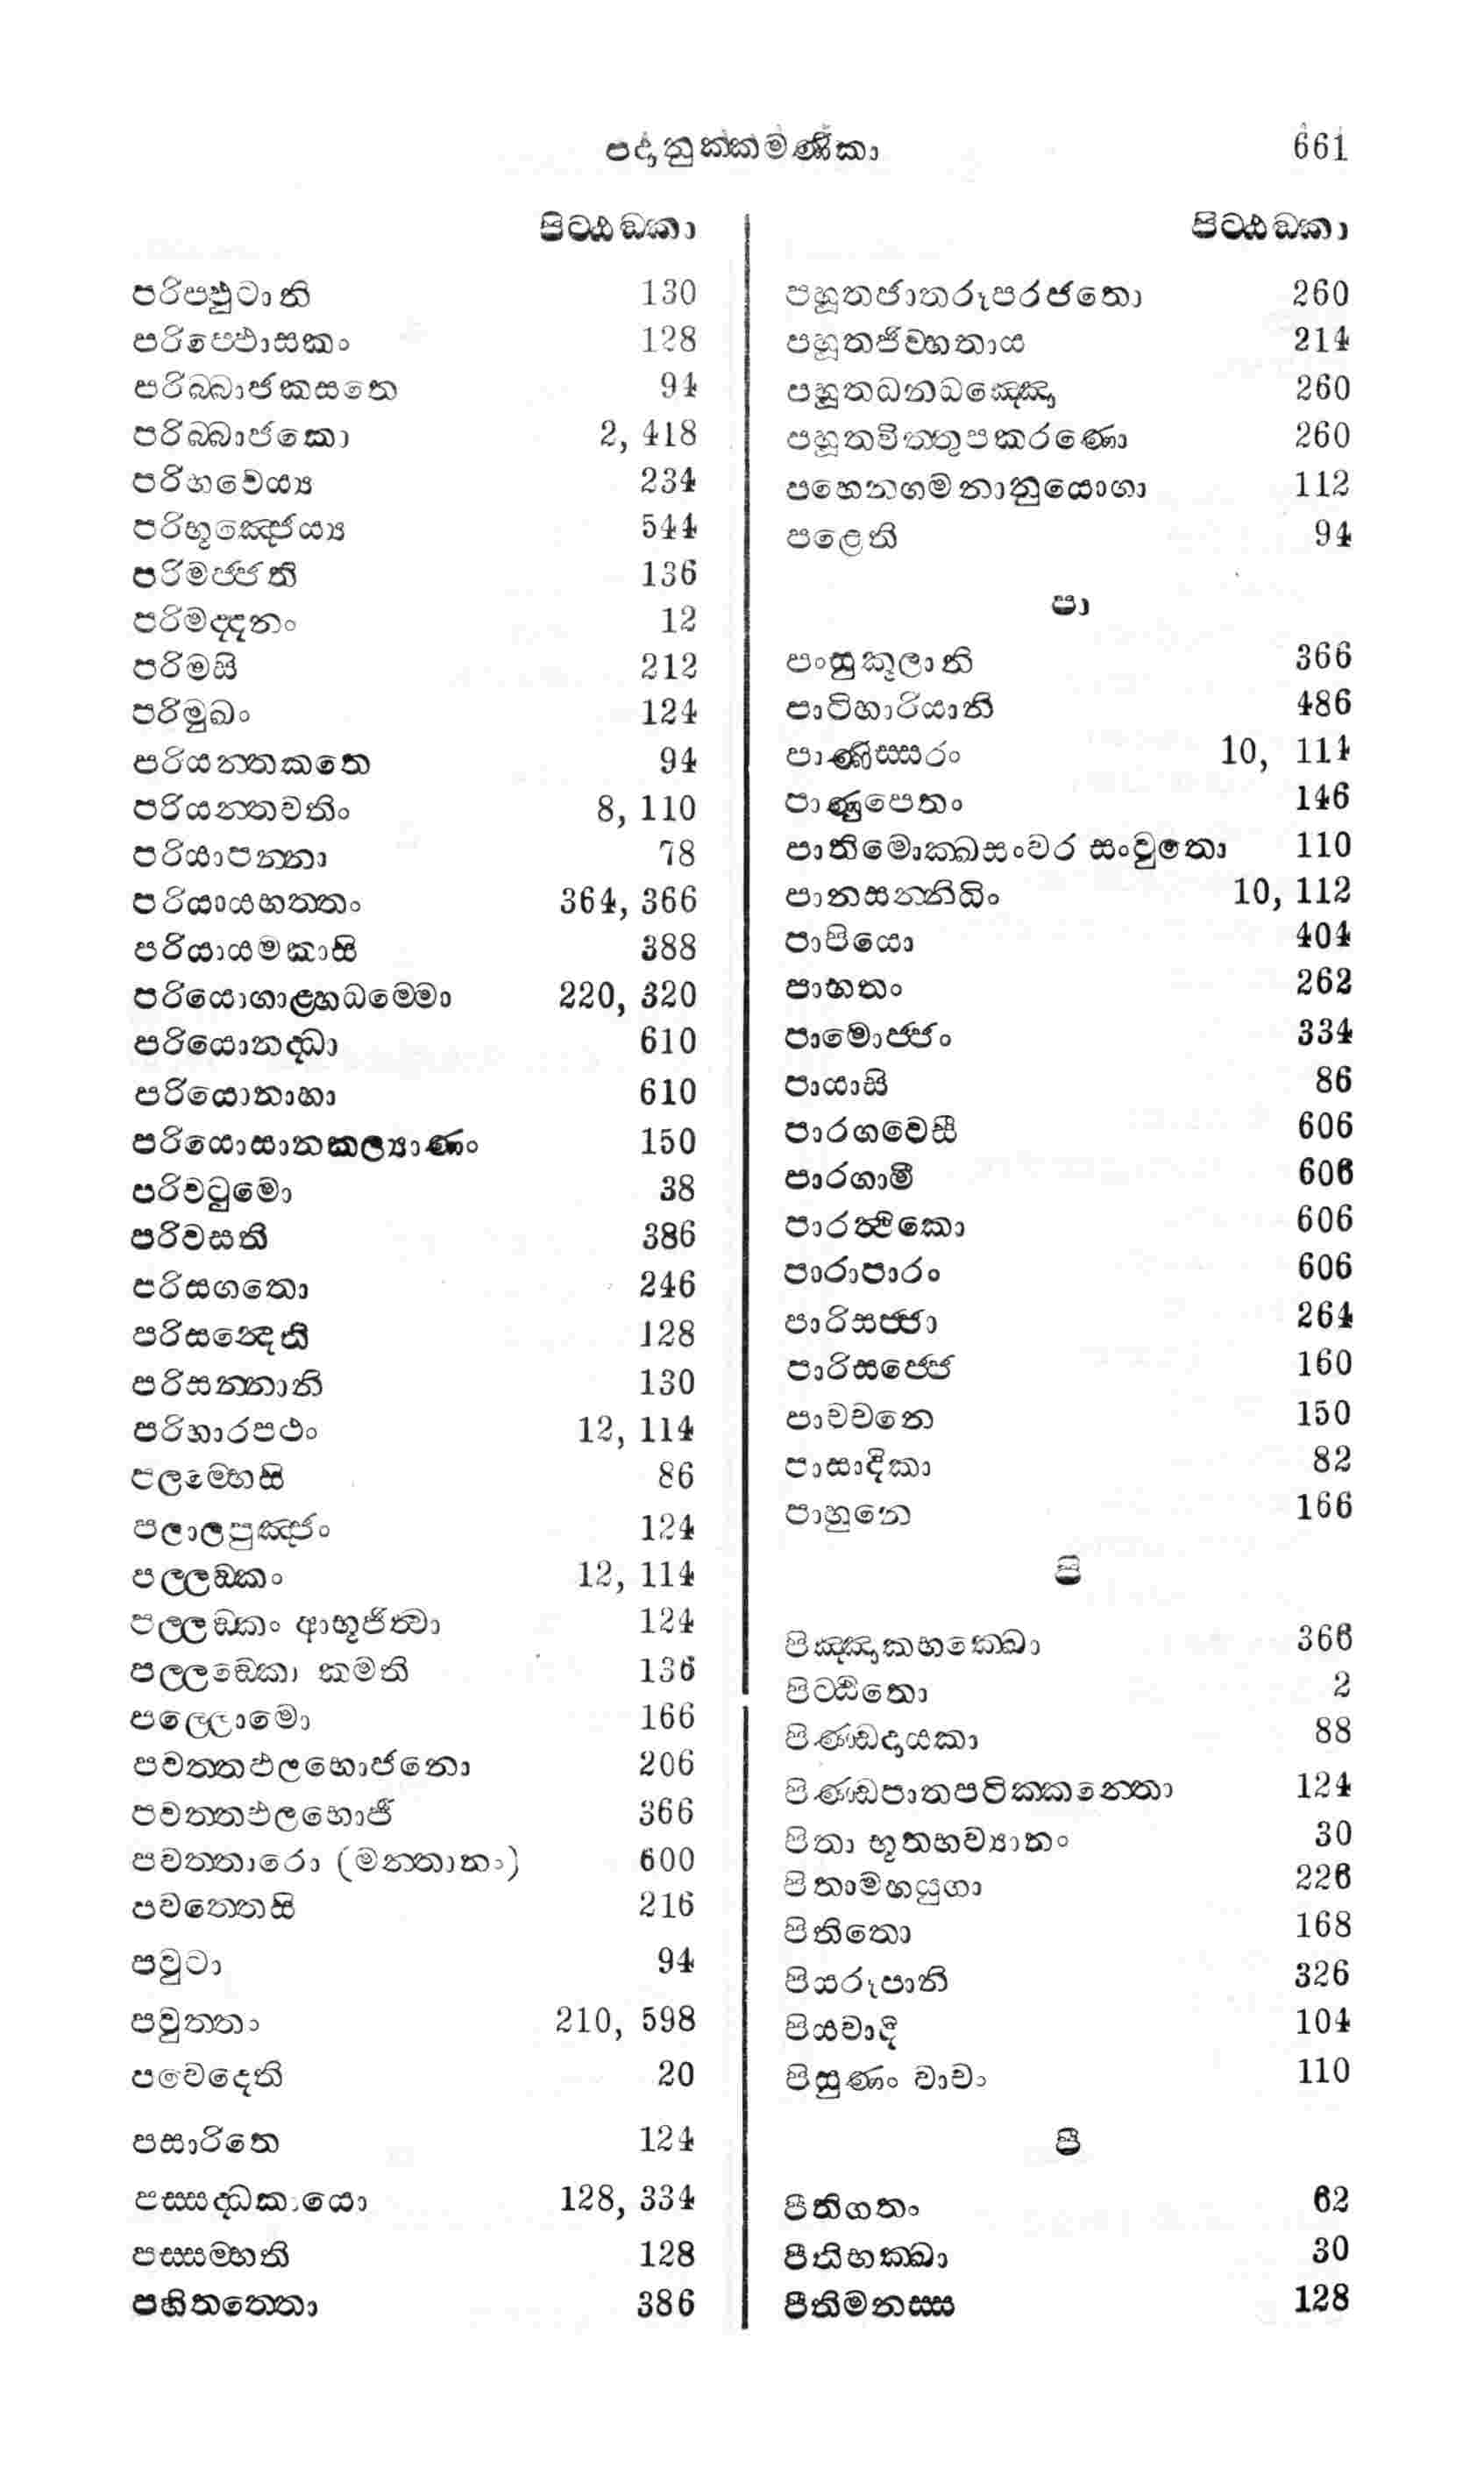 පදානුක්කමණිකා 661
පිට්ඨඞ්කා
පරිප්ඵුටානි 130
පරිප්ඵොසකං 128
පරිබ්බාජකසතෙ 94
පරිබ්බාජකො 2, 418
පරිභවෙය්‍ය 234
පරිභූඤ්ජෙය්‍ය 544
පරිමජ්ජති 136
පරිමද්දනං 12
පරිමසි 212
පරිමුඛං 124
පරියන්තකතෙ 94
පරියන්තවතිං 8, 110
පරියාපන්නා 78
පරියායභත්තං 364, 366
පරියායමකාසි 388
පරියොගාළ්හධම්මො 220, 320
පරියොනද්ධා 610
පරියොනාහා 610
පරියොසානකල්‍යාණං 150
පරිවටුමො 38
පරිවසති 386
පරිසගතො 246
පරිසන්දෙති 128
පරිසන්නානි 130
පරිහාරපථං 12, 114
පලම්භෙසි 86
පලාලපුඤ්ජං 124
පල්ලඞ්කං 12, 114
පල්ලඞ්කං ආභූජිත්වා 124
පල්ලඞ්කො කමති 136
පල්ලොමො 166
පවත්තඵලභොජනො 206
පවත්තඵලභොජී 366
පවත්තාරො (මන්තානං) 600
පවත්තෙසි 216
පවුටා 94
පවුත්තා 210, 598
පවෙදෙති 20
පසාරිතෙ 124
පස්සද්ධකායො 128, 334
පස්සම්භති 128
පහිතත්තො 386
පිට්ඨඞ්කා
පහූතජාතරූපරජතො 260
පහූතජිව්හතාය 214
පහූතධනධඤ්ඤො 260
පහූතවිත්තුපකරණො 260
පහෙනගමනානුයොගා 112
පළෙති 94
පා
පංසුකූලානි 366
පාටිහාරියානි 486
පාණිස්සරං 10, 114
පාණුපෙතං 146
පාතිමොක්ඛසංවර සංවුතො 110
පානසන්නිධිං 10, 112
පාපියො 404
පාභතං 262
පාමොජ්ජං 334
පායාසි 86
පාරගවෙසී 606
පාරගාමී 606
පාරත්ථිකො 606
පාරාපාරං 606
පාරිසජ්ජා 264
පාරිසජ්ජෙ 160
පාවචනෙ 150
පාසාදිකා 82
පාහුනෙ 166
පි
පිඤ්ඤාකභක්ඛො 366
පිට්ඨිතො 2
පිණ්ඩදායකා 88
පිණ්ඩපාතපටික්කන්තො 124
පිතා භූතභව්‍යානං 30
පිතාමහයුගා 226
පිතිතො 168
පියරූපානි 326
පියවාදී 104
පිසුණං වාචං 110
පී
පීතිගතං 62
පීතිභක්ඛා 30
පීතිමනස්ස 128